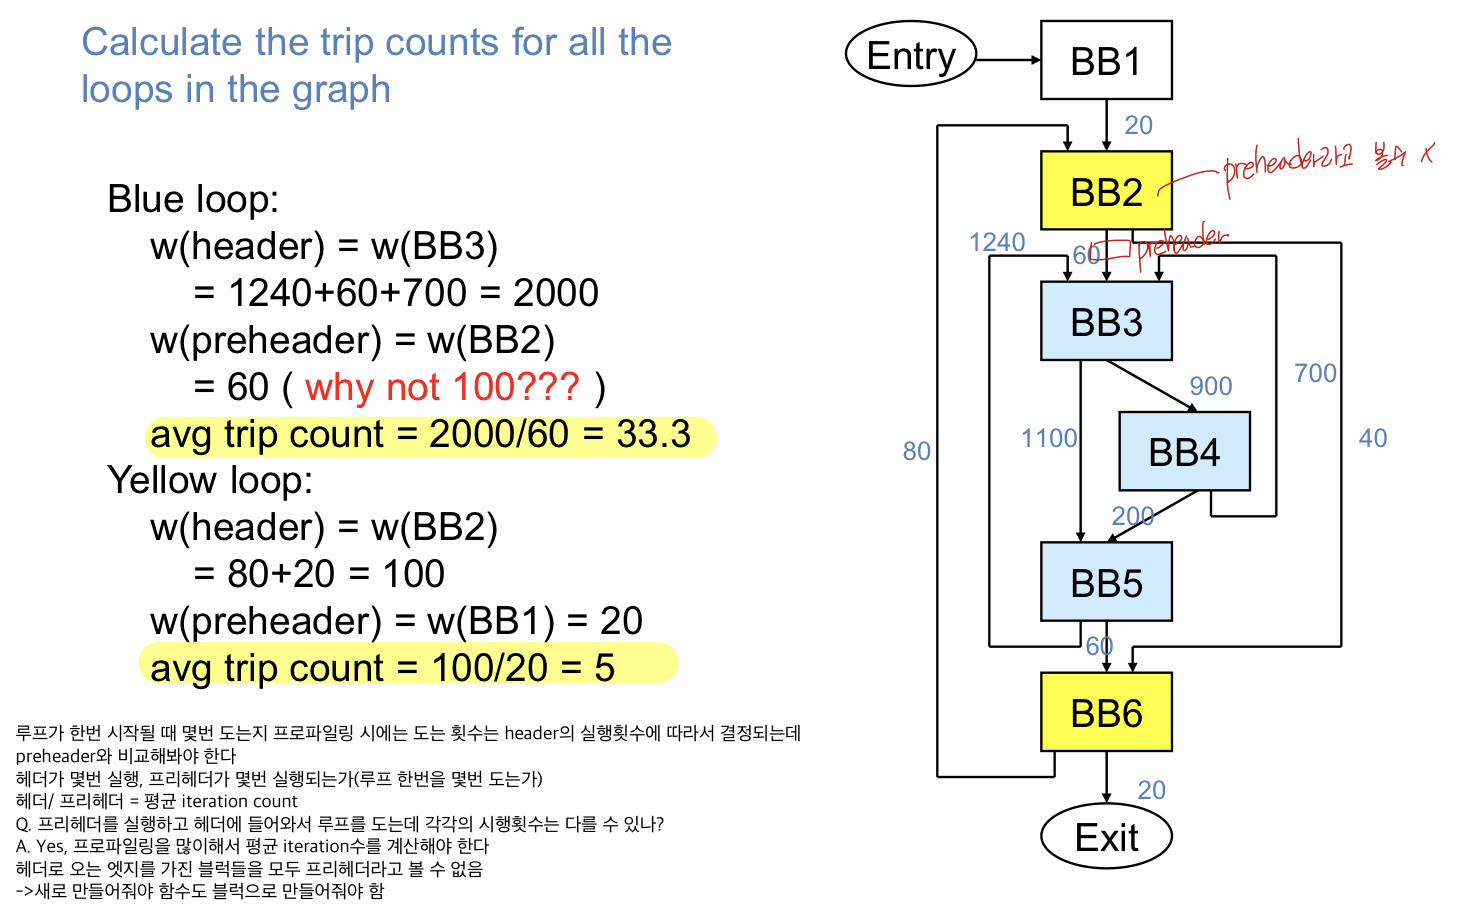 Calculate the trip counts for all the
loops in the graph
Blue loop:
w(header) = w(BB3)
= 1240+60+700 = 2000
w(preheader) = w(BB2)
= 60 ( why not 100??? )
avg trip count = 2000/60 = 33.3
Yellow loop:
w(header) = w(BB2)
= 80+20 = 100
w(preheader) = w(BB1) = 20
avg trip count = 100/20 = 5
루프가 한번 시작될 때 몇번 도는지 프로파일링 시에는 도는 횟수는 header의 실행횟수에 따라서 결정되는데
preheader와 비교해봐야 한다
헤더가 몇번 실행, 프리헤더가 몇번 실행되는가(루프 한번을 몇번 도는가)
헤더/ 프리헤더 = 평균 iteration count
Q. 프리헤더를 실행하고 헤더에 들어와서 루프를 도는데 각각의 시행횟수는 다를 수 있나?
A. Yes, 프로파일링을 많이해서 평균 iteration수를 계산해야 한다
헤더로 오는 엣지를 가진 블럭들을 모두 프리헤더라고 볼 수 없음
->새로 만들어줘야 함수도 블럭으로 만들어줘야 함
Entry
BB1
20
BB2
preheader라고 볼수 X
1240
60
preheader
BB3
900
700
80
1100
BB4
40
200
BB5
60
BB6
20
Exit